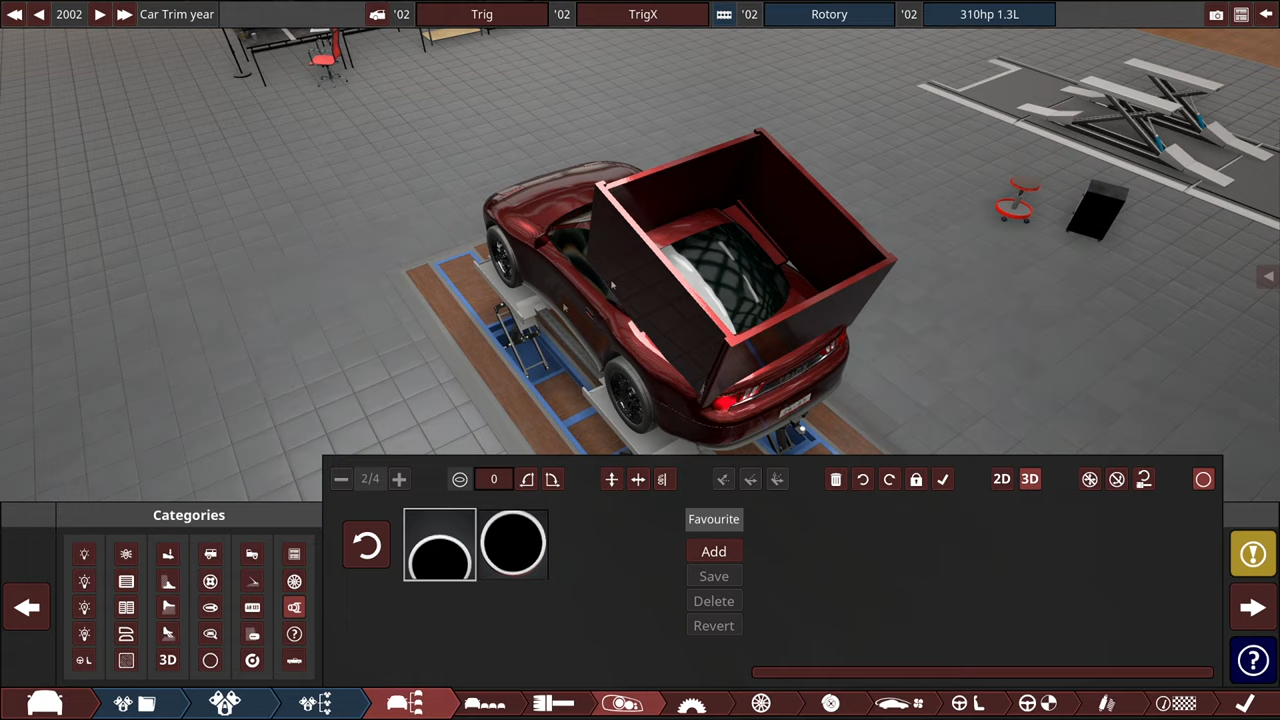 2002 Car Trim year '02 Trig '02 TrigX '02 Rotory '02 310hp 1.3L
2/4 0 2D 3D
Categories
Favourite
Add
Save
Delete
Revert
3D
L
?
?